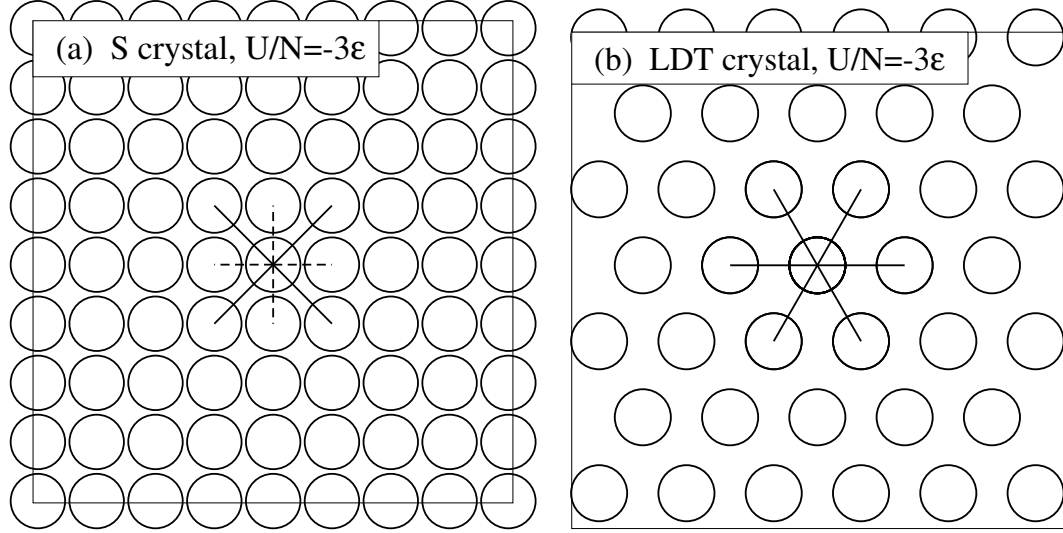 (a) S crystal, U/N=-3ε
(b) LDT crystal, U/N=-3ε